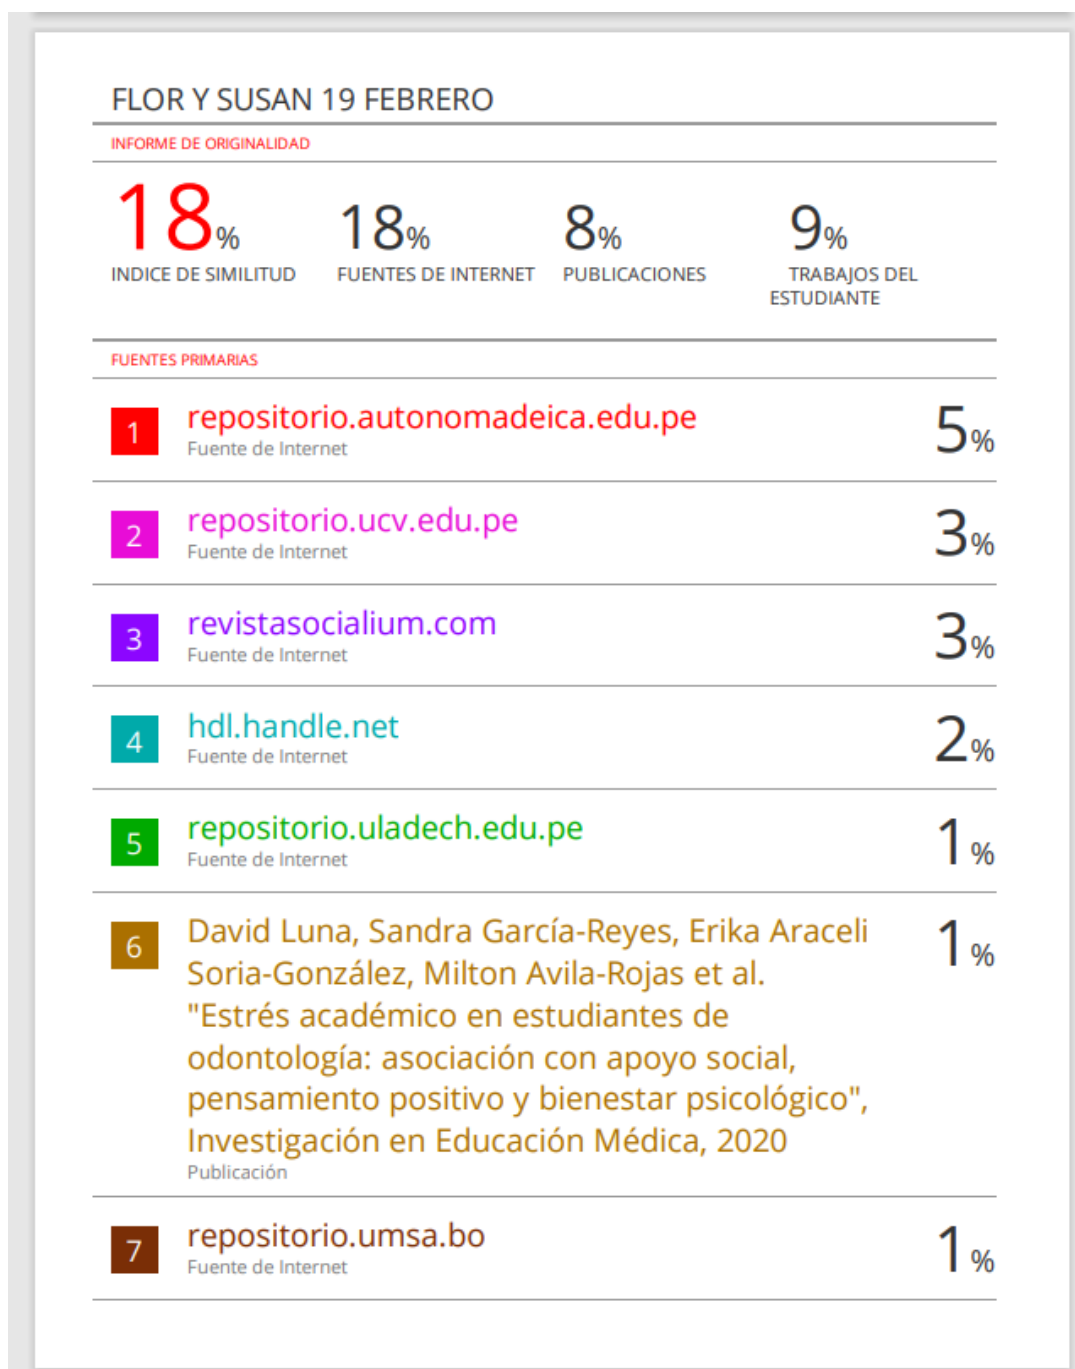 FLOR Y SUSAN 19 FEBRERO
INFORME DE ORIGINALIDAD
18%
INDICE DE SIMILITUD
18%
FUENTES DE INTERNET
8%
PUBLICACIONES
9%
TRABAJOS DEL
ESTUDIANTE
FUENTES PRIMARIAS
1
repositorio.autonomadeica.edu.pe
Fuente de Internet
5%
2
repositorio.ucv.edu.pe
Fuente de Internet
3%
3
revistasocialium.com
Fuente de Internet
3%
4
hdl.handle.net
Fuente de Internet
2%
5
repositorio.uladech.edu.pe
Fuente de Internet
1%
6
David Luna, Sandra García-Reyes, Erika Araceli
Soria-González, Milton Avila-Rojas et al.
"Estrés académico en estudiantes de
odontología: asociación con apoyo social,
pensamiento positivo y bienestar psicológico",
Investigación en Educación Médica, 2020
Publicación
1%
7
repositorio.umsa.bo
Fuente de Internet
1%